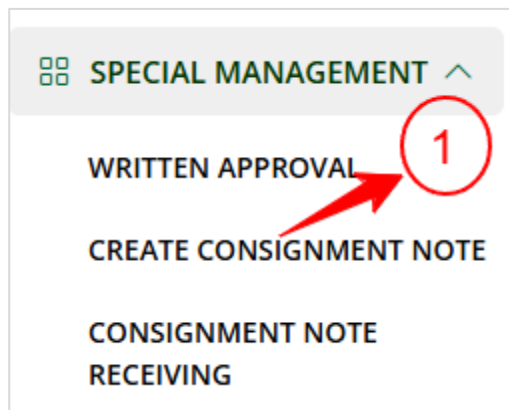 SPECIAL MANAGEMENT
1
WRITTEN APPROVAL
CREATE CONSIGNMENT NOTE
CONSIGNMENT NOTE
RECEIVING